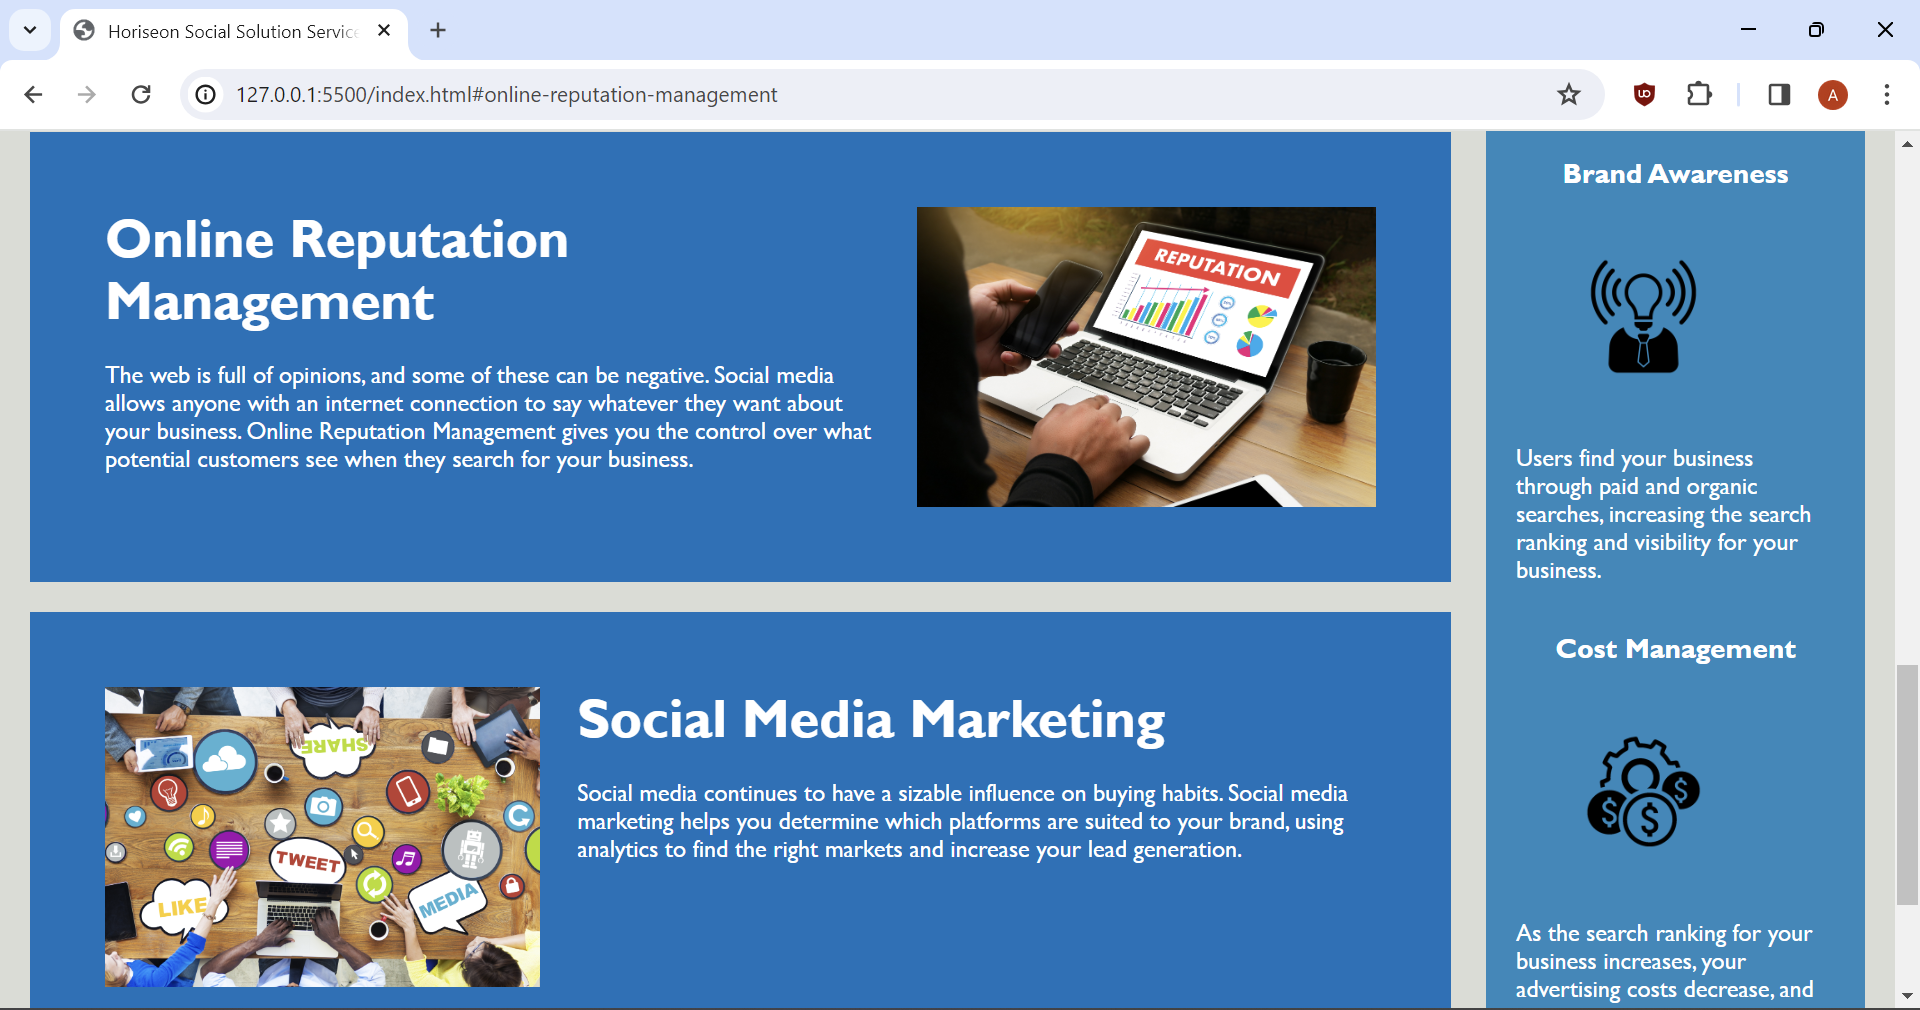 Horiseon Social Solution Servic
127.0.0.1:5500/index.html#online-reputation-management
A
Online Reputation
Management
The web is full of opinions, and some of these can be negative. Social media
allows anyone with an internet connection to say whatever they want about
your business. Online Reputation Management gives you the control over what
potential customers see when they search for your business.
REPUTATION
Social Media Marketing
Social media continues to have a sizable influence on buying habits. Social media
marketing helps you determine which platforms are suited to your brand, using
analytics to find the right markets and increase your lead generation.
SHARE
TWEET
LIKE
MEDIA
Brand Awareness
Users find your business
through paid and organic
searches, increasing the search
ranking and visibility for your
business.
Cost Management
$
$
$
As the search ranking for your
business increases, your
advertising costs decrease, and